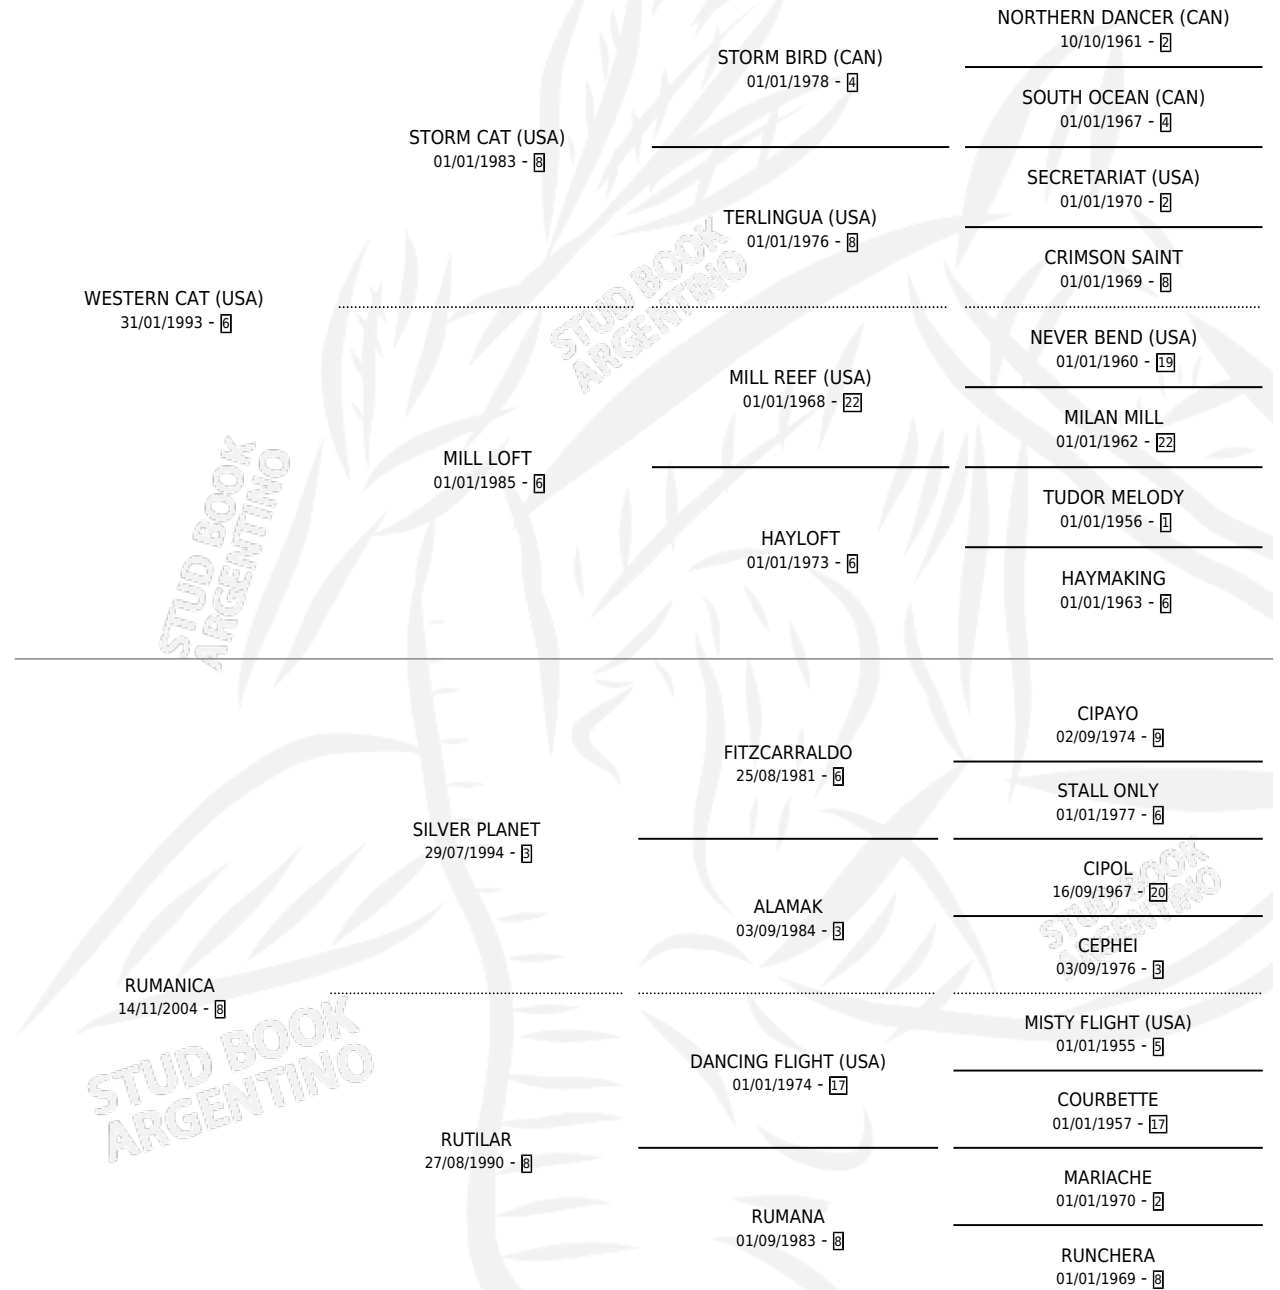 NORTHERN DANCER (CAN)
10/10/1961 - 2
STORM BIRD (CAN)
01/01/1978 - 4
SOUTH OCEAN (CAN)
01/01/1967 - 4
STORM CAT (USA)
01/01/1983 - 8
SECRETARIAT (USA)
01/01/1970 - 2
TERLINGUA (USA)
01/01/1976 - 8
CRIMSON SAINT
01/01/1969 - 8
WESTERN CAT (USA)
31/01/1993 - 6
STUD BOOK
ARGENTINO
NEVER BEND (USA)
01/01/1960 - 19
MILL REEF (USA)
01/01/1968 - 22
MILAN MILL
01/01/1962 - 22
MILL LOFT
01/01/1985 - 6
TUDOR MELODY
01/01/1956 - 1
HAYLOFT
01/01/1973 - 6
HAYMAKING
01/01/1963 - 6
STUD BOOK
ARGENTINO
CIPAYO
02/09/1974 - 9
FITZCARRALDO
25/08/1981 - 6
STALL ONLY
01/01/1977 - 6
SILVER PLANET
29/07/1994 - 3
CIPOL
16/09/1967 - 20
ALAMAK
03/09/1984 - 3
STUD BOOK
ARGENTINO
CEPHEI
03/09/1976 - 3
RUMANICA
14/11/2004 - 8
STUD BOOK
ARGENTINO
MISTY FLIGHT (USA)
01/01/1955 - 5
DANCING FLIGHT (USA)
01/01/1974 - 17
COURBETTE
01/01/1957 - 17
RUTILAR
27/08/1990 - 8
MARIACHE
01/01/1970 - 2
RUMANA
01/09/1983 - 8
RUNCHERA
01/01/1969 - 8